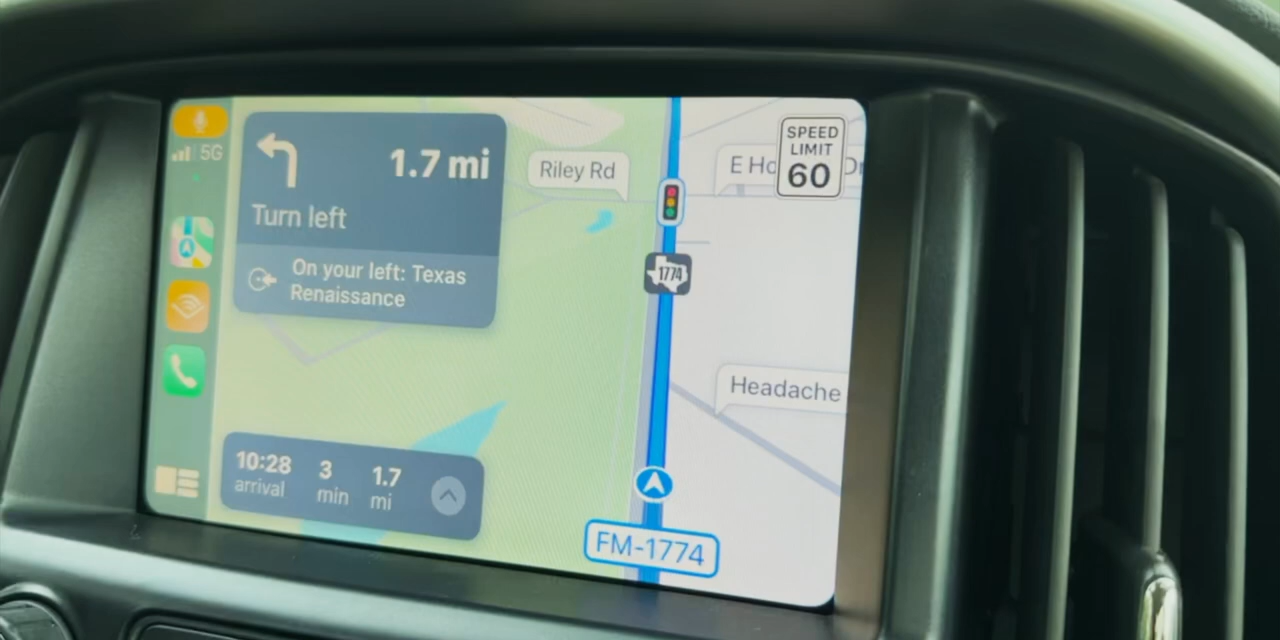 5G
1.7 mi
Turn left
On your left: Texas
Renaissance
Riley Rd
E Ho
SPEED
LIMIT
60
1774
Headache
10:28 3 1.7
arrival min mi
FM-1774